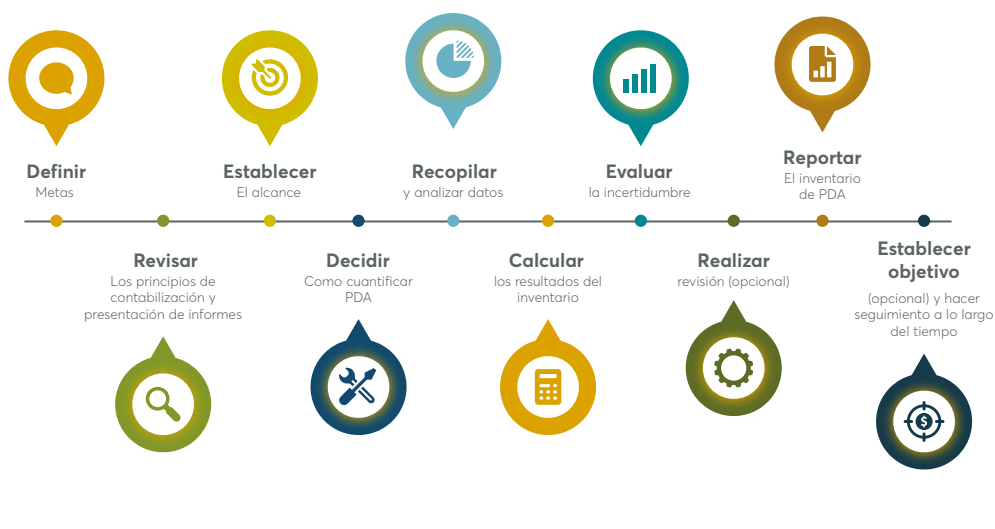 Definir
Metas
Revisar
Los principios de
contabilización y
presentación de informes
Establecer
El alcance
Decidir
Como cuantificar
PDA
Recopilar
y analizar datos
Calcular
los resultados del
inventario
Evaluar
la incertidumbre
Realizar
revisión (opcional)
Reportar
El inventario
de PDA
Establecer
objetivo
(opcional) y hacer
seguimiento a lo largo
del tiempo
$